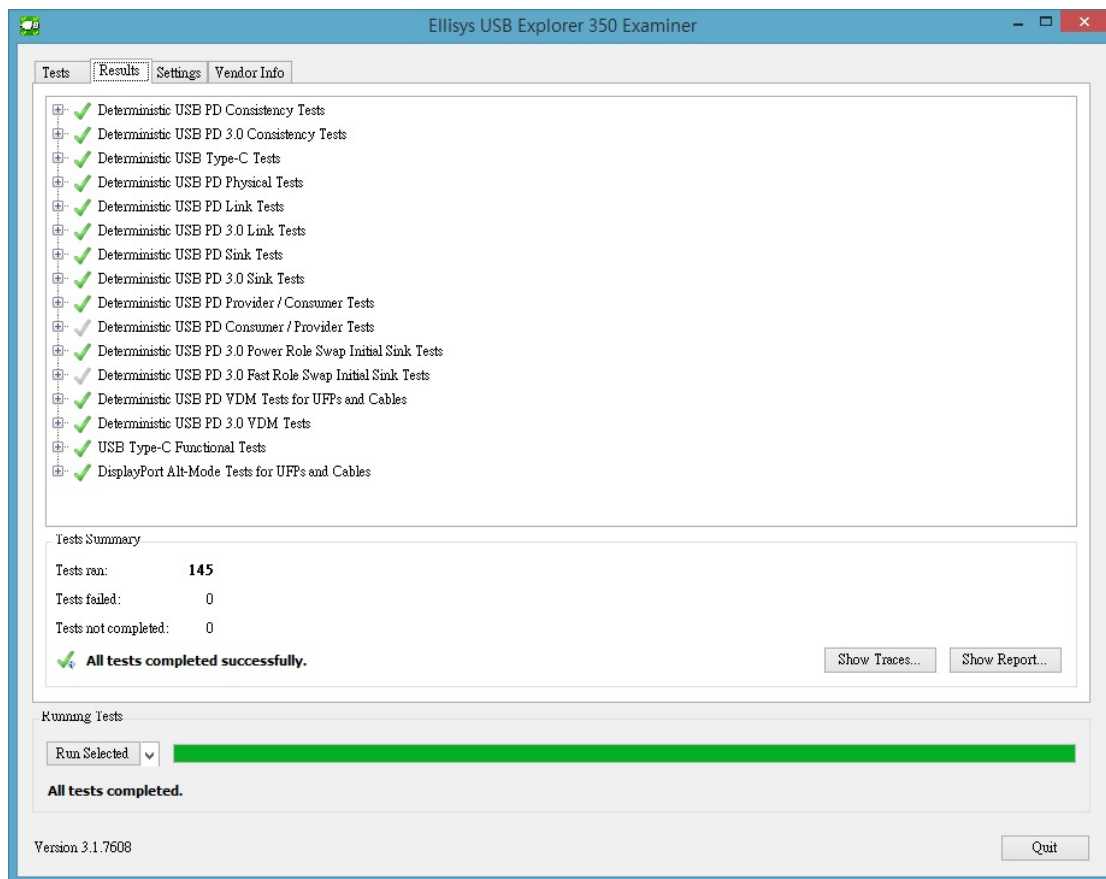 Ellisys USB Explorer 350 Examiner
Tests Results Settings Vendor Info
Deterministic USB PD Consistency Tests
Deterministic USB PD 3.0 Consistency Tests
Deterministic USB Type-C Tests
Deterministic USB PD Physical Tests
Deterministic USB PD Link Tests
Deterministic USB PD 3.0 Link Tests
Deterministic USB PD Sink Tests
Deterministic USB PD 3.0 Sink Tests
Deterministic USB PD Provider / Consumer Tests
Deterministic USB PD Consumer / Provider Tests
Deterministic USB PD 3.0 Power Role Swap Initial Sink Tests
Deterministic USB PD 3.0 Fast Role Swap Initial Sink Tests
Deterministic USB PD VDM Tests for UFPs and Cables
Deterministic USB PD 3.0 VDM Tests
USB Type-C Functional Tests
DisplayPort Alt-Mode Tests for UFPs and Cables
Tests Summary
Tests ran: 145
Tests failed: 0
Tests not completed: 0
All tests completed successfully. Show Traces... Show Report...
Running Tests
Run Selected
All tests completed.
Version 3.1.7608 Quit